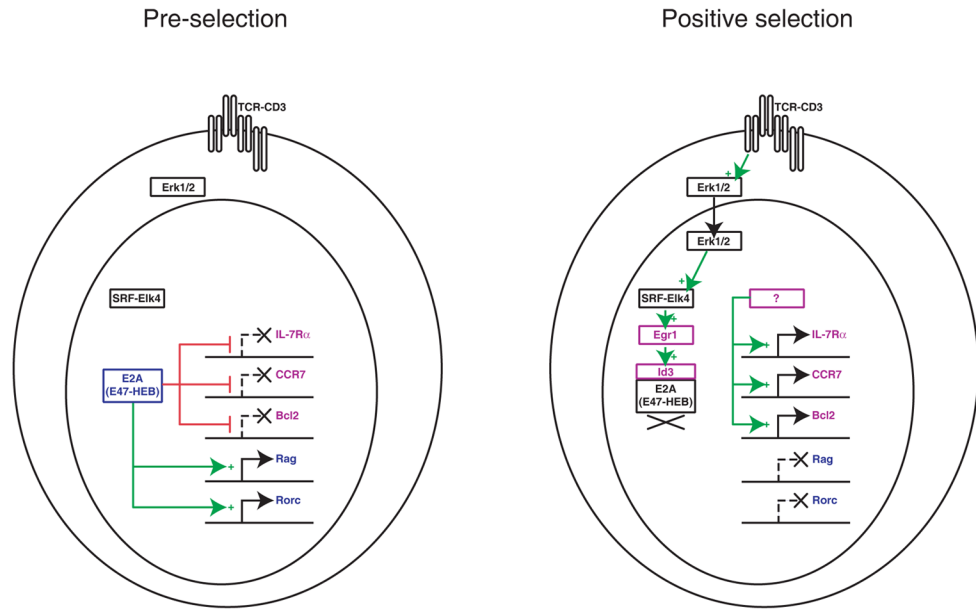 Pre-selection
TCR-CD3
Erk1/2
SRF-Elk4
IL-7Rα
CCR7
E2A
(E47-HEB)
Bcl2
+ Rag
+ Rorc
Positive selection
TCR-CD3
+
Erk1/2
Erk1/2
+
SRF-Elk4
?
+
Egr1
+ IL-7Rα
+
Id3
+ CCR7
E2A
(E47-HEB)
+ Bcl2
Rag
Rorc